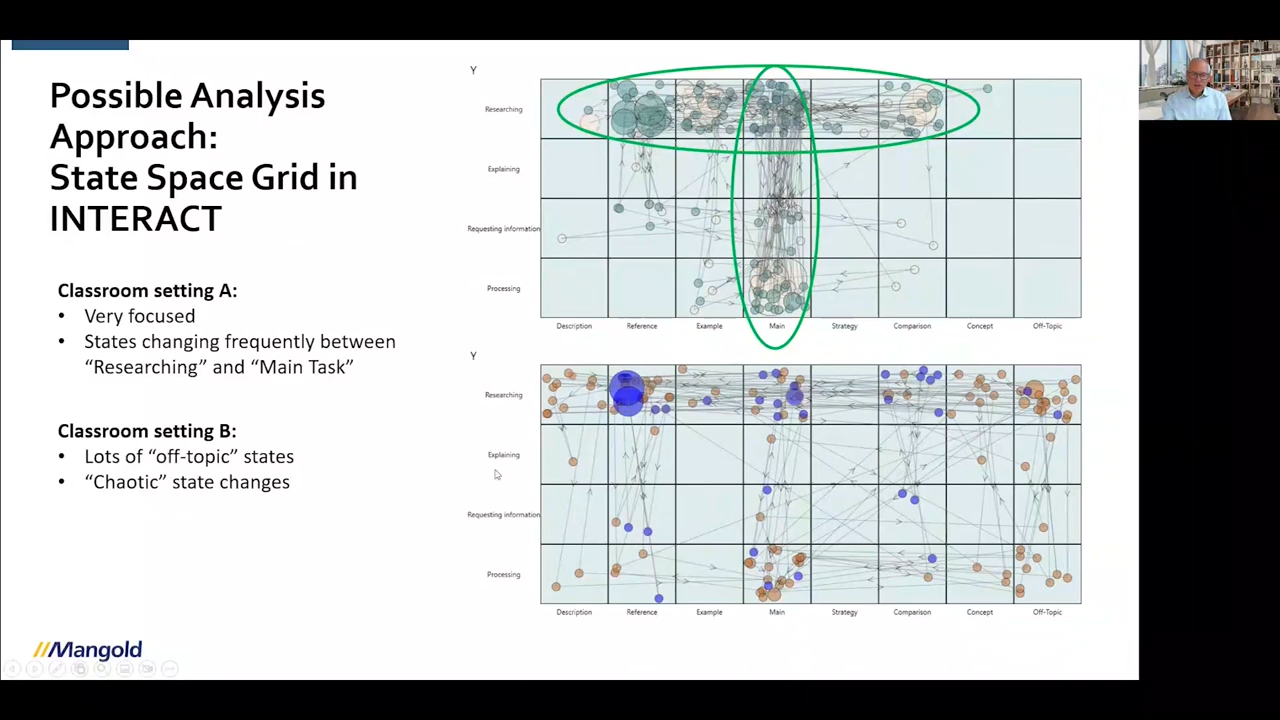 Possible Analysis
Approach:
State Space Grid in
INTERACT
Classroom setting A:
• Very focused
• States changing frequently between
“Researching” and “Main Task”
Classroom setting B:
• Lots of “off-topic” states
• “Chaotic” state changes
//Mangold
Y
Researching
Explaining
Requesting information
Processing
Description Reference Example Main Strategy Comparison Concept Off-Topic
Y
Researching
Explaining
Requesting information
Processing
Description Reference Example Main Strategy Comparison Concept Off-Topic